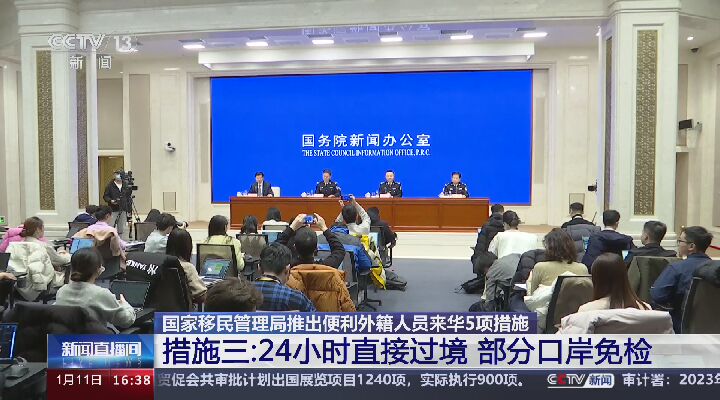 CCTV 13
新闻
国务院新闻办公室
THE STATE COUNCIL INFORMATION OFFICE, P.R.C.
国家移民管理局推出便利外籍人员来华5项措施
新闻直播间
措施三:24小时直接过境 部分口岸免检
1月11日 16:38 贸促会共审批计划出国展览项目1240项，实际执行900项。 CCTV 新闻 审计署：2023年